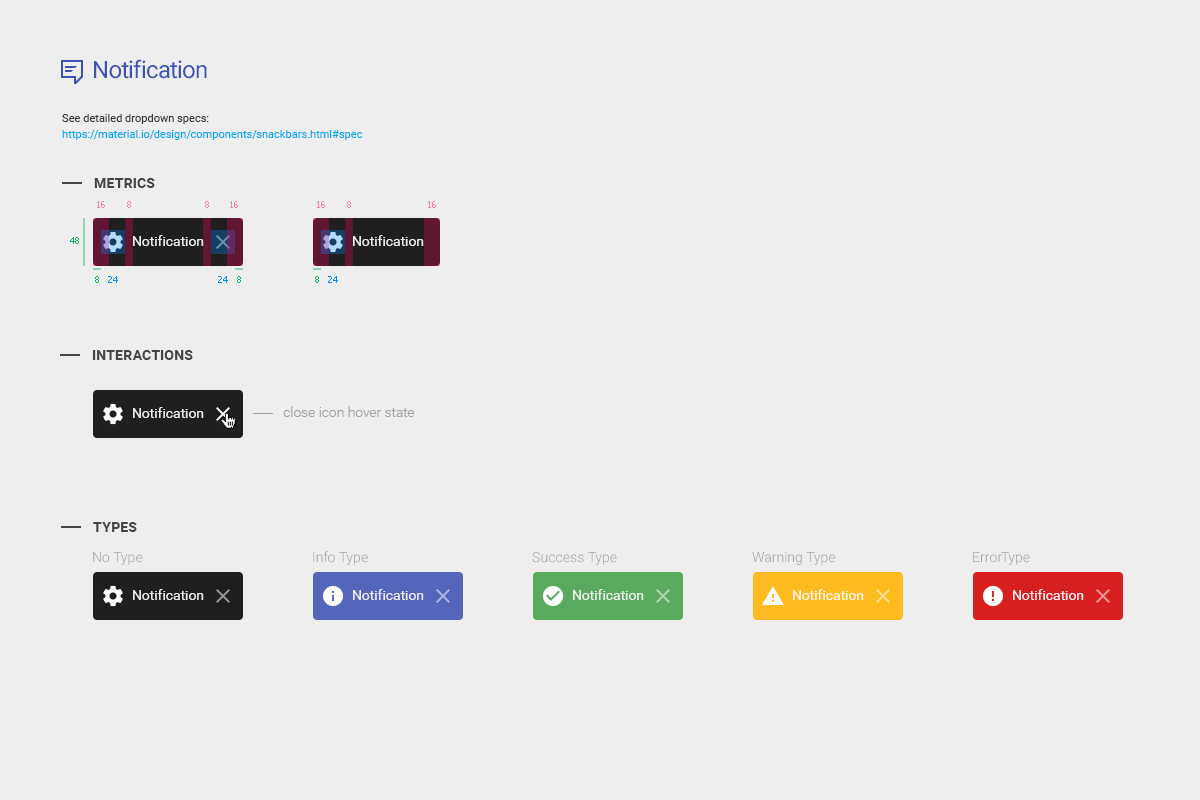 Notification
See detailed dropdown specs:
https://material.io/design/components/snackbars.html#spec
METRICS
16 8 8 16 16 8 16
48 Notification Notification
8 24 24 8 8 24
INTERACTIONS
Notification close icon hover state
TYPES
No Type Info Type Success Type Warning Type ErrorType
Notification Notification Notification Notification Notification